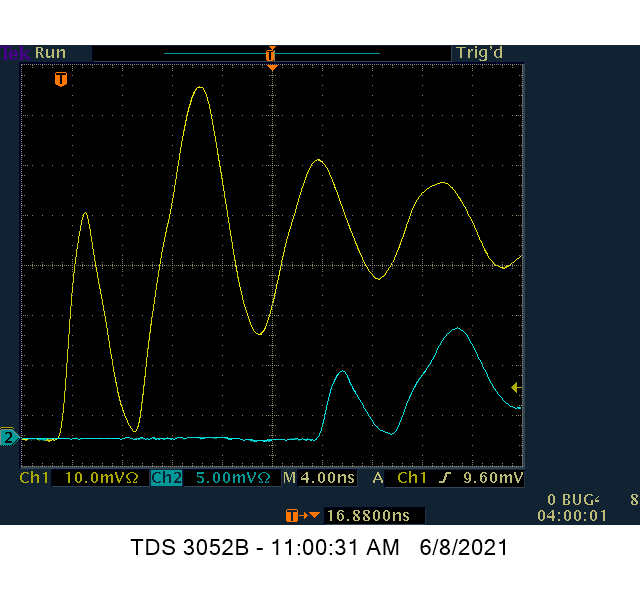 Tek Run Trig'd
T T
2
Ch1 10.0mVΩ Ch2 5.00mVΩ M 4.00ns A Ch1 9.60mV
0 BUG 8
T 16.8800ns 04:00:01
TDS 3052B - 11:00:31 AM 6/8/2021